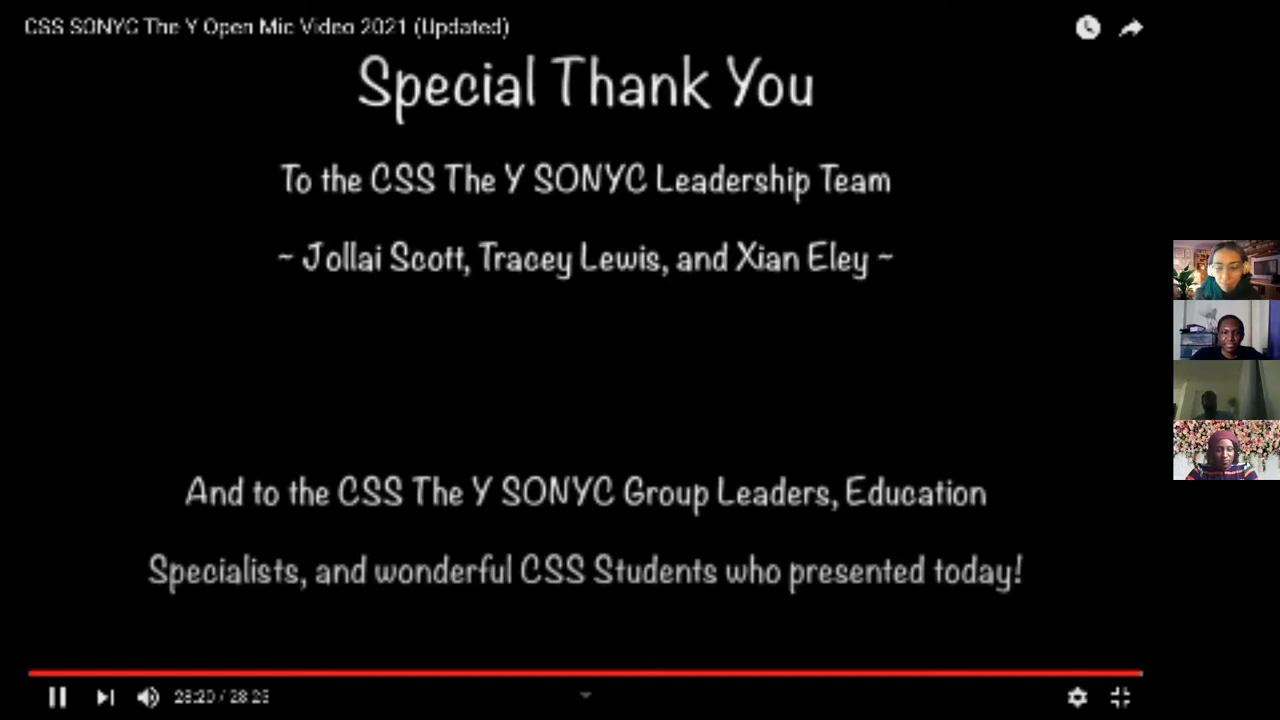 CSS SONYC The Y Open Mic Video 2021 (Updated)
Special Thank You
To the CSS The Y SONYC Leadership Team
~ Jollai Scott, Tracey Lewis, and Xian Eley ~
And to the CSS The Y SONYC Group Leaders, Education
Specialists, and wonderful CSS Students who presented today!
28:20 /